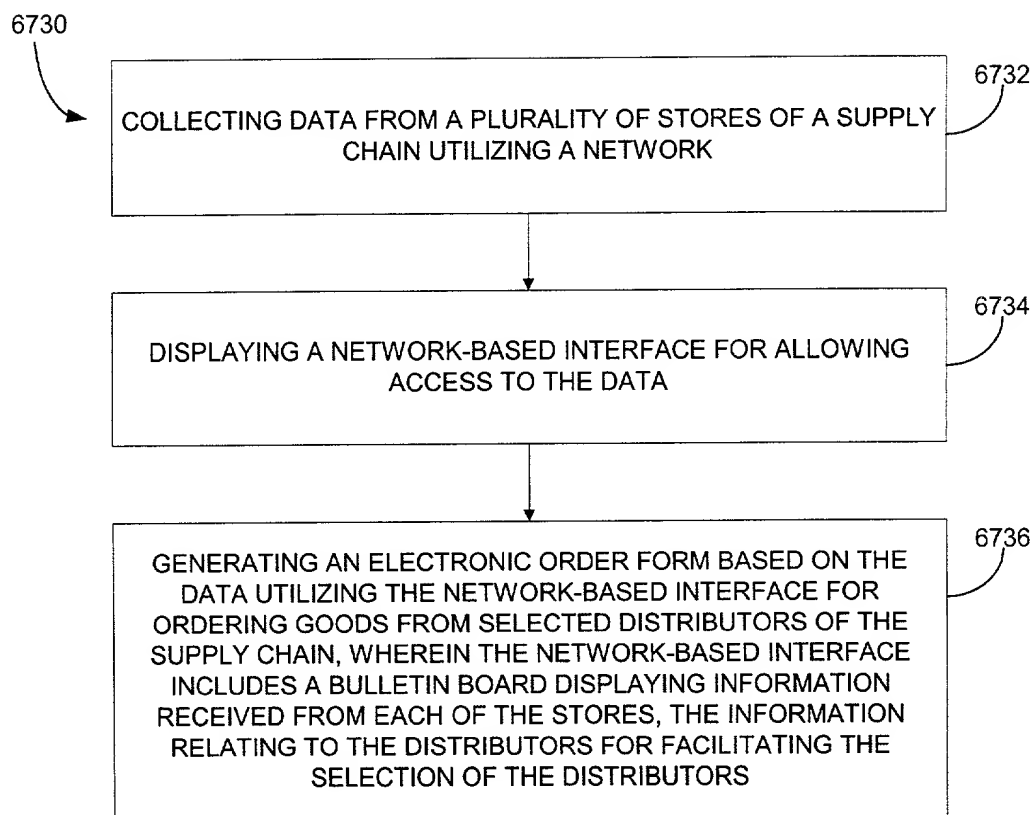 6730
6732
COLLECTING DATA FROM A PLURALITY OF STORES OF A SUPPLY
CHAIN UTILIZING A NETWORK
6734
DISPLAYING A NETWORK-BASED INTERFACE FOR ALLOWING
ACCESS TO THE DATA
6736
GENERATING AN ELECTRONIC ORDER FORM BASED ON THE
DATA UTILIZING THE NETWORK-BASED INTERFACE FOR
ORDERING GOODS FROM SELECTED DISTRIBUTORS OF THE
SUPPLY CHAIN, WHEREIN THE NETWORK-BASED INTERFACE
INCLUDES A BULLETIN BOARD DISPLAYING INFORMATION
RECEIVED FROM EACH OF THE STORES, THE INFORMATION
RELATING TO THE DISTRIBUTORS FOR FACILITATING THE
SELECTION OF THE DISTRIBUTORS